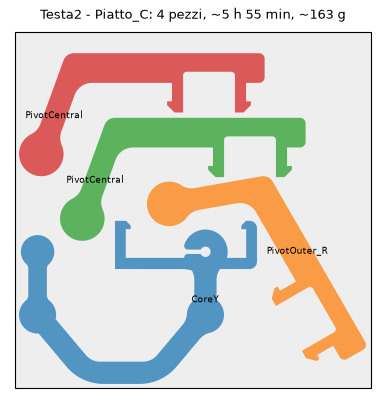 Testa2 - Piatto_C: 4 pezzi, ~5 h 55 min, ~163 g
PivotCentral
PivotCentral
PivotOuter_R
CoreY